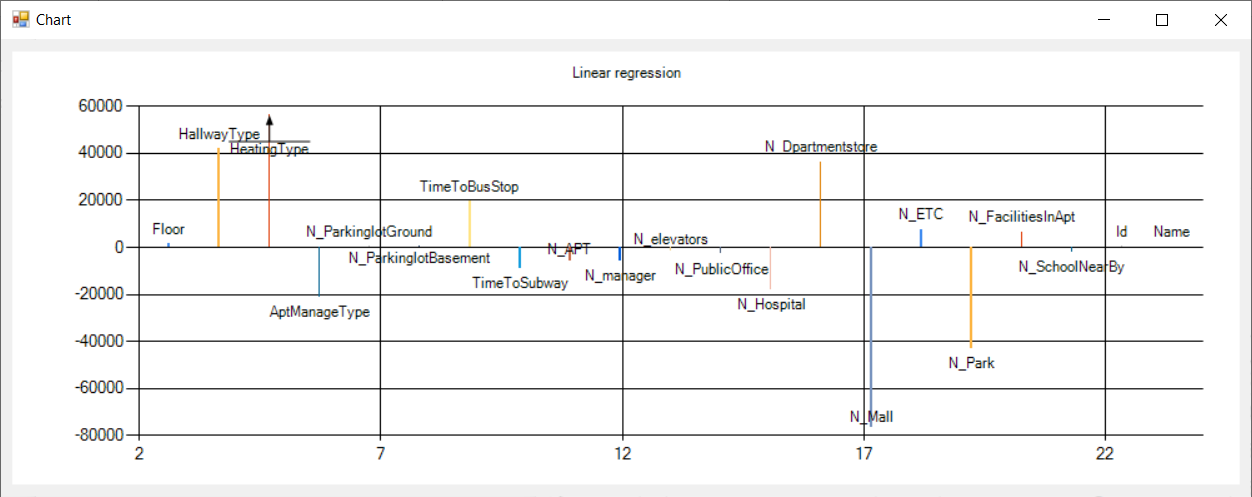 Chart
Linear regression
60000
HallwayType
HeatingType
N_Dpartmentstore
40000
TimeToBusStop
20000
Floor
N_ParkinglotGround
N_elevators
N_ETC
N_FacilitiesInApt
Id
Name
0
N_ParkinglotBasement
N_APT
TimeToSubway
N_manager
N_PublicOffice
N_SchoolNearBy
-20000
AptManageType
N_Hospital
-40000
N_Park
-60000
N_Mall
-80000
2 7 12 17 22